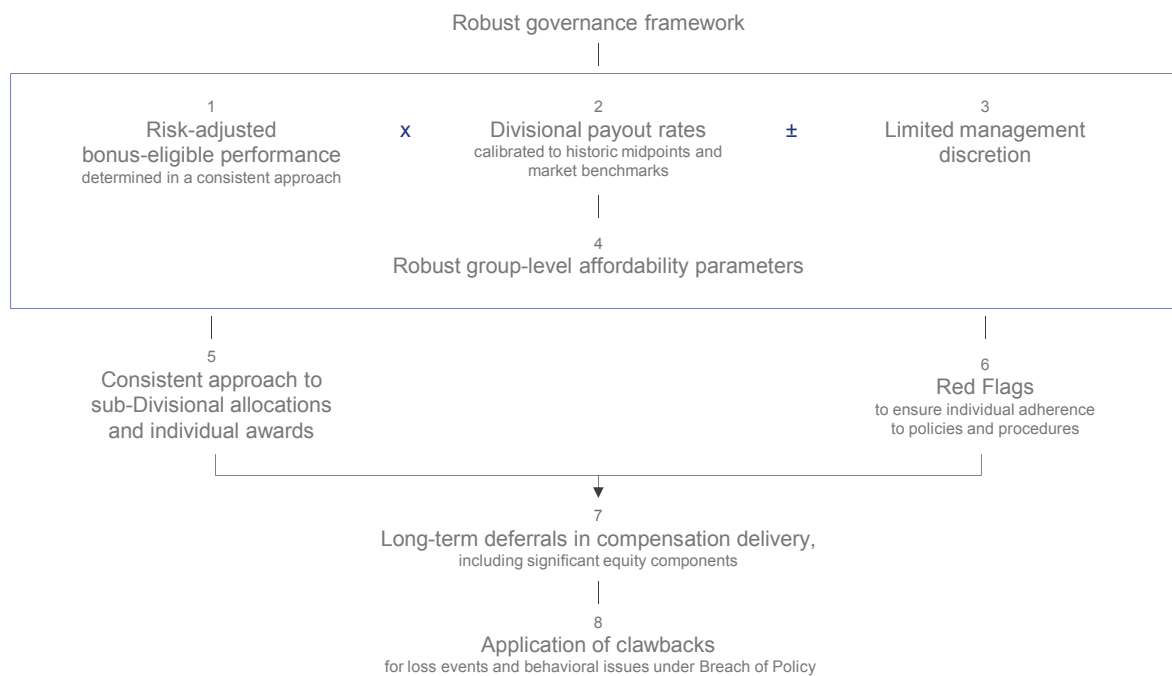 Robust governance framework
1
Risk-adjusted
bonus-eligible performance
determined in a consistent approach
x
2
Divisional payout rates
calibrated to historic midpoints and
market benchmarks
±
3
Limited management
discretion
4
Robust group-level affordability parameters
5
Consistent approach to
sub-Divisional allocations
and individual awards
6
Red Flags
to ensure individual adherence
to policies and procedures
7
Long-term deferrals in compensation delivery,
including significant equity components
8
Application of clawbacks
for loss events and behavioral issues under Breach of Policy